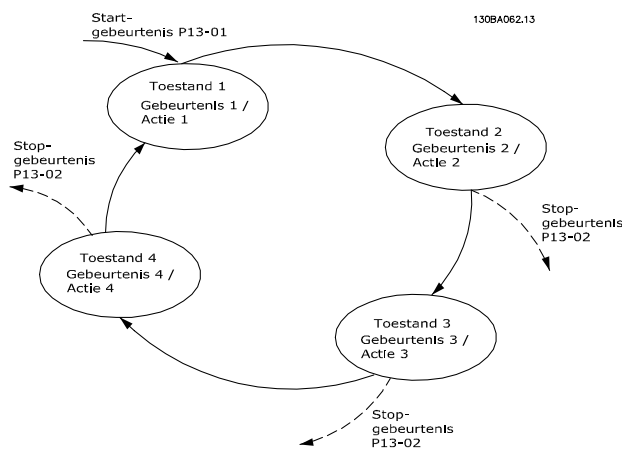 Start-
gebeurtenis P13-01
130BA062.13
Toestand 1
Gebeurtenis 1 /
Actie 1
Toestand 2
Gebeurtenis 2 /
Actie 2
Stop-
gebeurtenis
P13-02
Stop-
gebeurtenis
P13-02
Toestand 4
Gebeurtenis 4 /
Actie 4
Toestand 3
Gebeurtenis 3 /
Actie 3
Stop-
gebeurtenis
P13-02